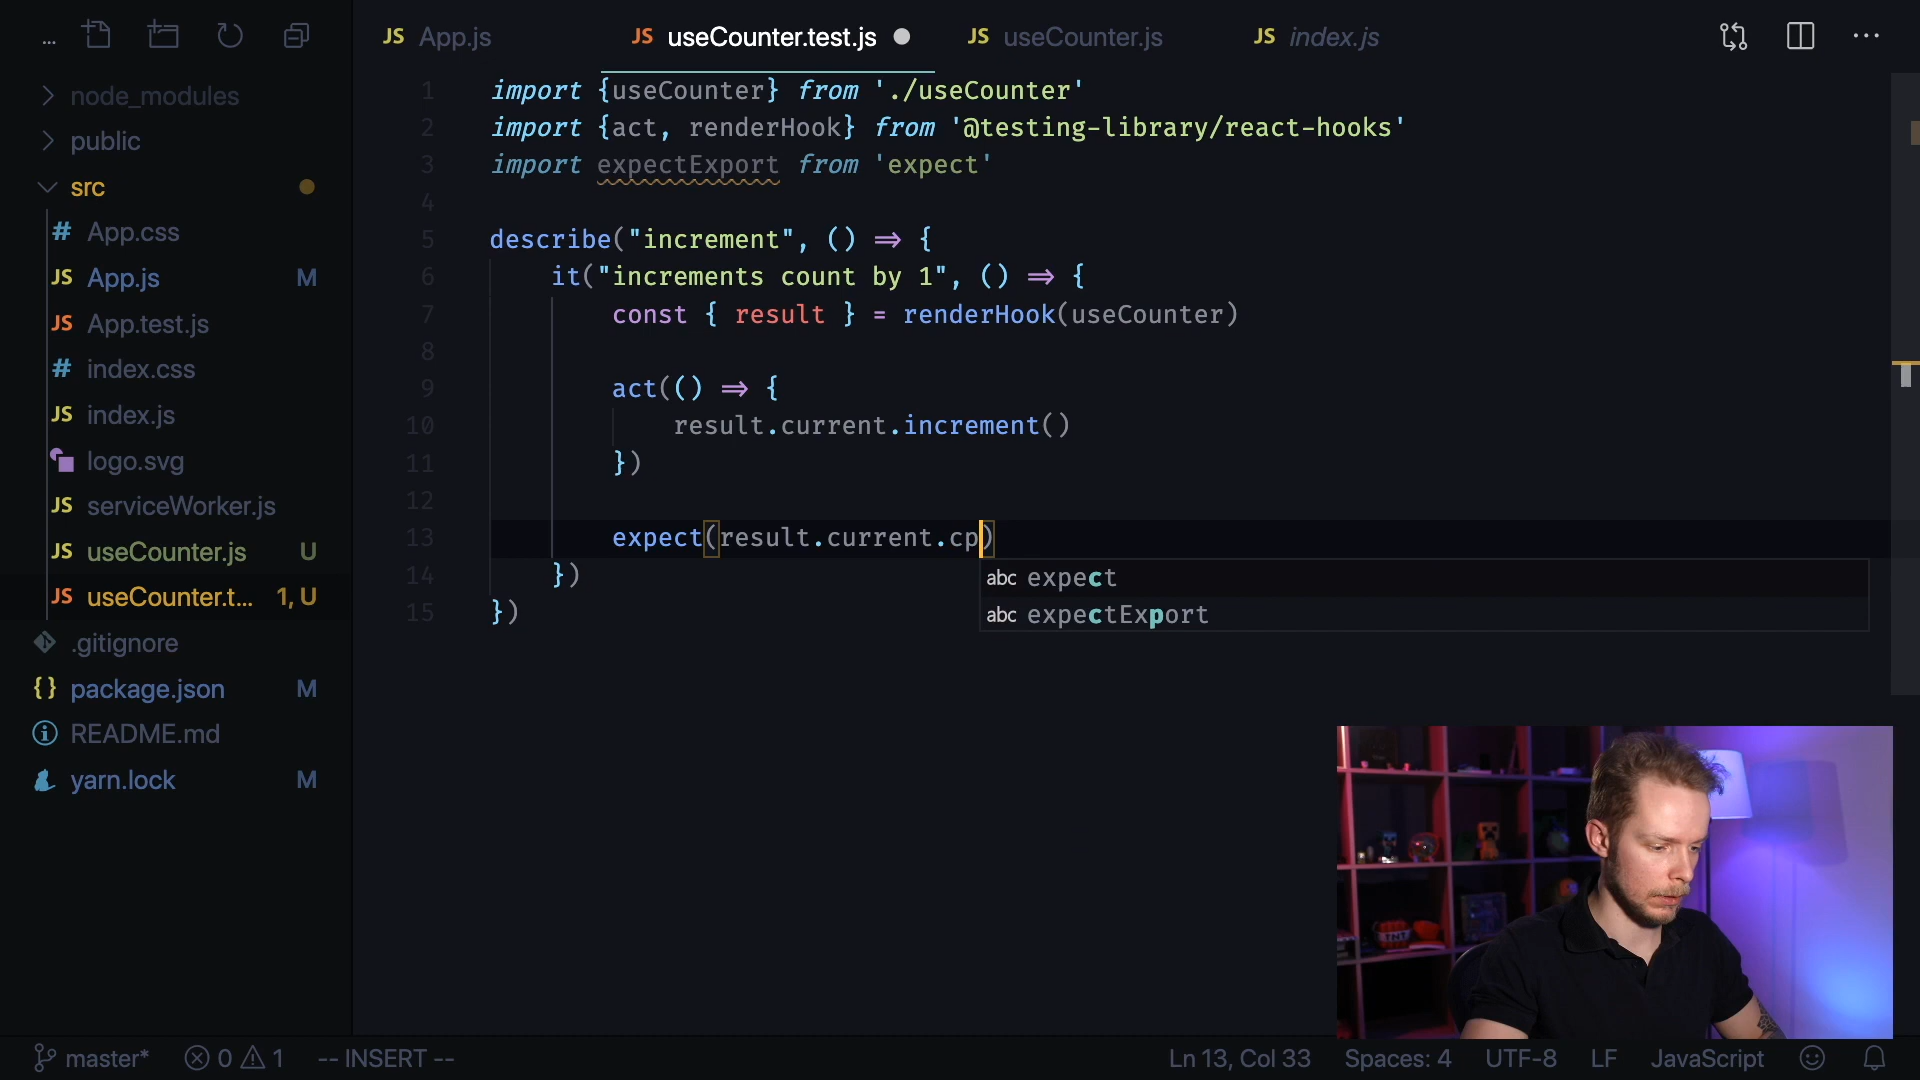 ...
JS App.js
JS useCounter.test.js
JS useCounter.js
JS index.js
...
node_modules
public
src
# App.css
JS App.js M
JS App.test.js
# index.css
JS index.js
logo.svg
JS serviceWorker.js
JS useCounter.js U
JS useCounter.t... 1, U
.gitignore
{} package.json M
README.md
yarn.lock M
1 import {useCounter} from './useCounter'
2 import {act, renderHook} from '@testing-library/react-hooks'
3 import expectExport from 'expect'
4
5 describe("increment", () => {
6 it("increments count by 1", () => {
7 const { result } = renderHook(useCounter)
8
9 act(() => {
10 result.current.increment()
11 })
12
13 expect(result.current.cp)
abc expect
abc expectExport
14 })
15 })
TNT
master* 0 1 -- INSERT --
Ln 13, Col 33 Spaces: 4 UTF-8 LF JavaScript